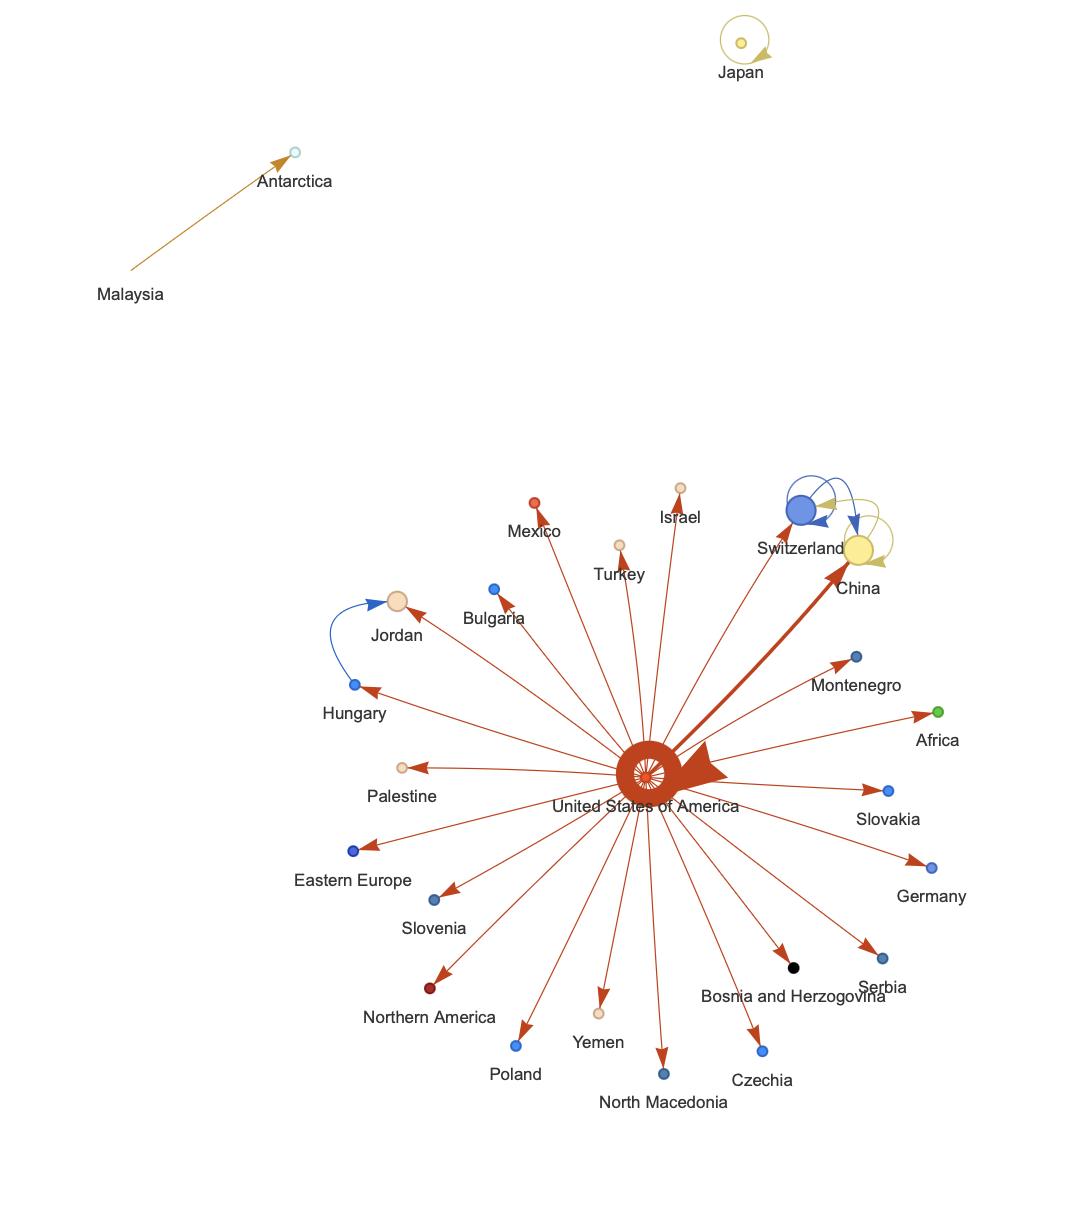 Japan
Antarctica
Malaysia
Israel
Mexico
Switzerland
Turkey
China
Bulgaria
Jordan
Montenegro
Hungary
Africa
Palestine
United States of America
Slovakia
Eastern Europe
Germany
Slovenia
Serbia
Bosnia and Herzogovina
Northern America
Yemen
Poland
Czechia
North Macedonia